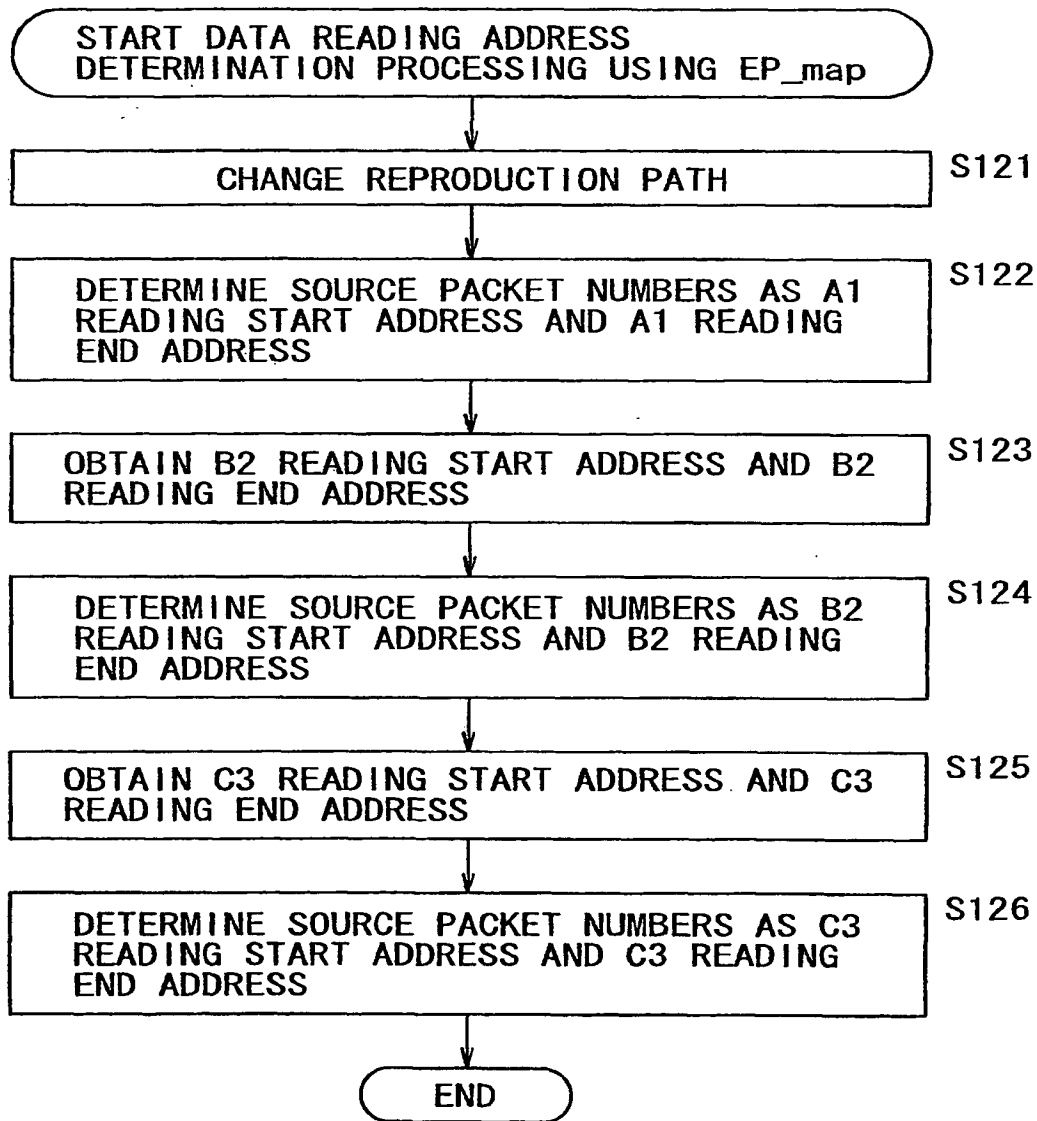 START DATA READING ADDRESS
DETERMINATION PROCESSING USING EP_map
CHANGE REPRODUCTION PATH
S121
DETERMINE SOURCE PACKET NUMBERS AS A1
READING START ADDRESS AND A1 READING
END ADDRESS
S122
OBTAIN B2 READING START ADDRESS AND B2
READING END ADDRESS
S123
DETERMINE SOURCE PACKET NUMBERS AS B2
READING START ADDRESS AND B2 READING
END ADDRESS
S124
OBTAIN C3 READING START ADDRESS AND C3
READING END ADDRESS
S125
DETERMINE SOURCE PACKET NUMBERS AS C3
READING START ADDRESS AND C3 READING
END ADDRESS
S126
END